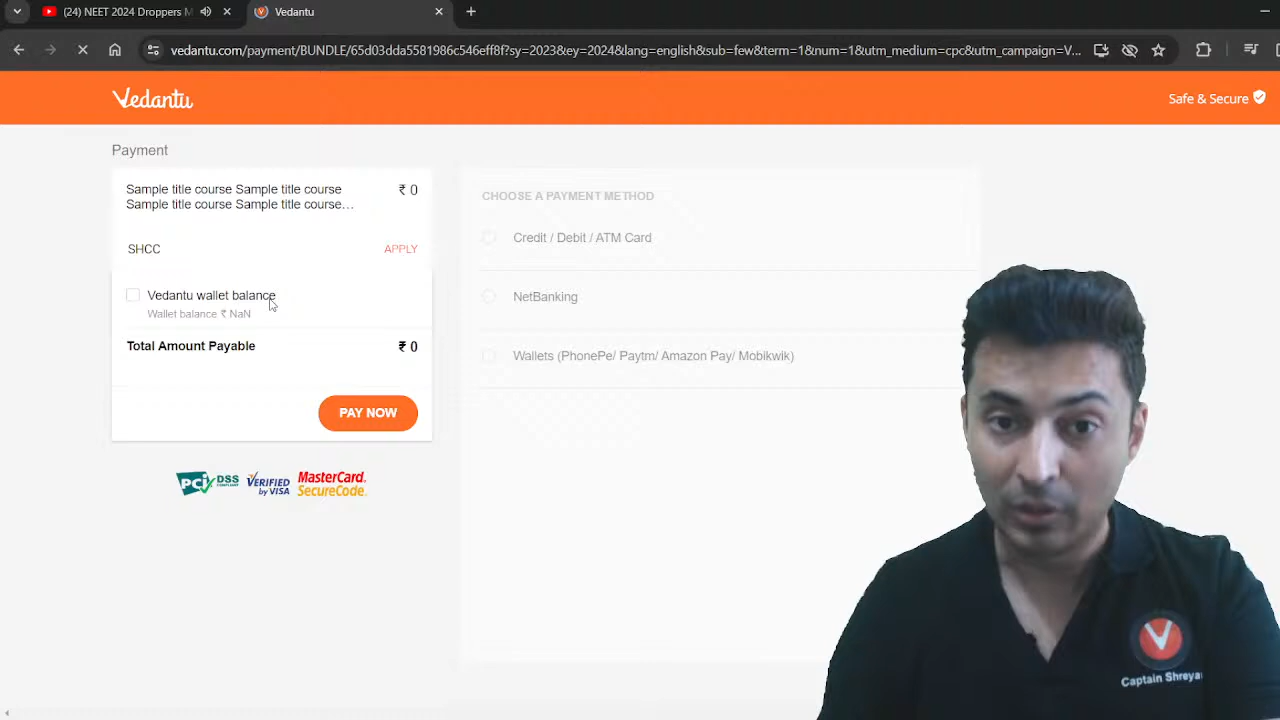 (24) NEET 2024 Droppers M
Vedantu
vedantu.com/payment/BUNDLE/65d03dda5581986c546eff8f?sy=2023&ey=2024&lang=english&sub=few&term=1&num=1&utm_medium=cpc&utm_campaign=V...
Vedantu
Safe & Secure
Payment
Sample title course Sample title course
₹ 0
Sample title course Sample title course...
SHCC
APPLY
Vedantu wallet balance
Wallet balance ₹ NaN
Total Amount Payable
₹ 0
PAY NOW
PCI DSS COMPLIANT
VERIFIED by VISA
MasterCard.
SecureCode.
CHOOSE A PAYMENT METHOD
Credit / Debit / ATM Card
NetBanking
Wallets (PhonePe/ Paytm/ Amazon Pay/ Mobikwik)
V
Captain Shreya